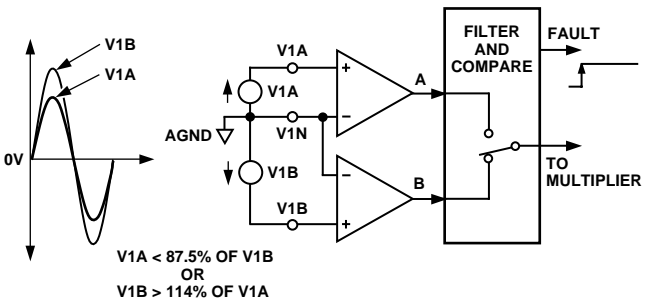 V1B
V1A
0V
V1A
V1A
AGND
V1N
V1B
V1B
A
B
FILTER
AND
COMPARE
FAULT
TO
MULTIPLIER
V1A < 87.5% OF V1B
OR
V1B > 114% OF V1A